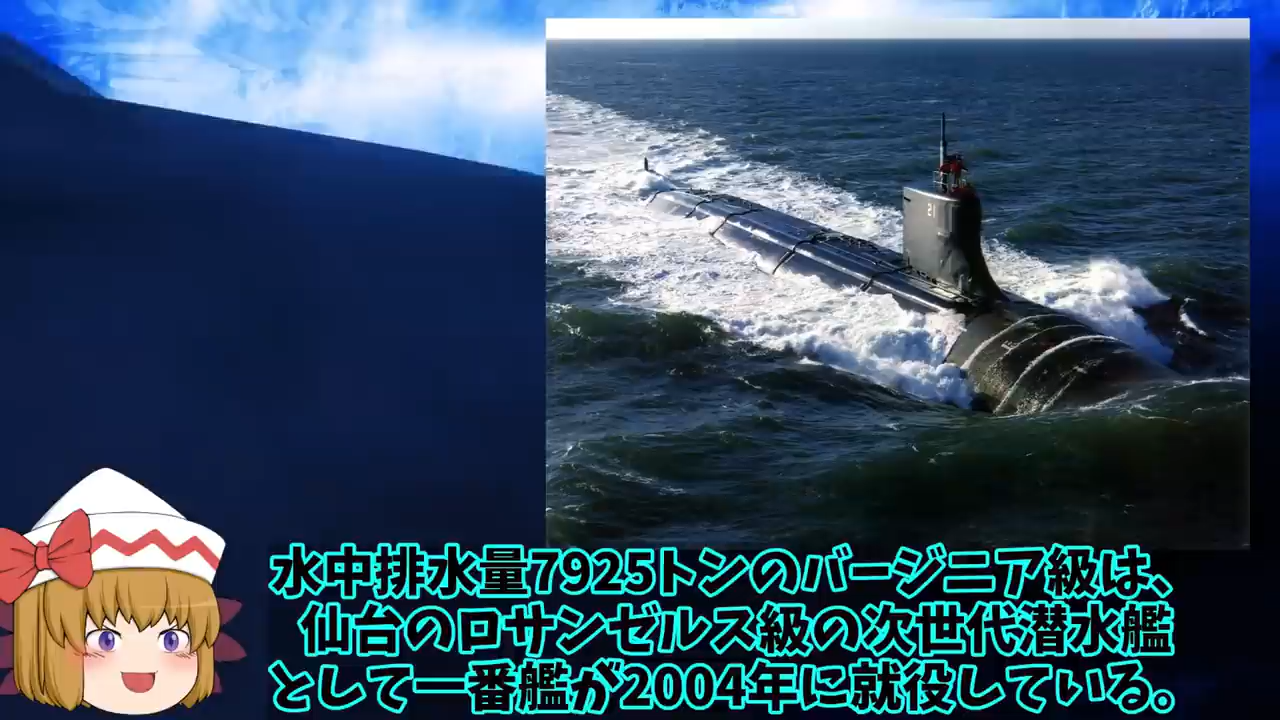 21
水中排水量7925トンのバージニア級は、
仙台のロサンゼルス級の次世代潜水艦
として一番艦が2004年に就役している。